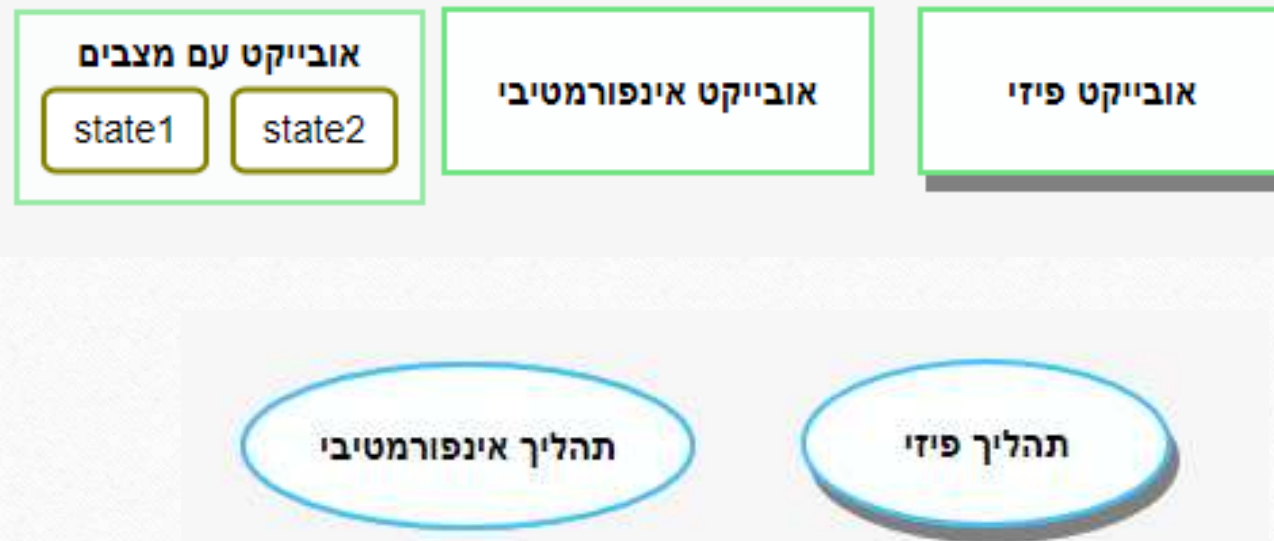 אובייקט פיזי
אובייקט אינפורמטיבי
אובייקט עם מצבים
state1
state2
תהליך פיזי
תהליך אינפורמטיבי